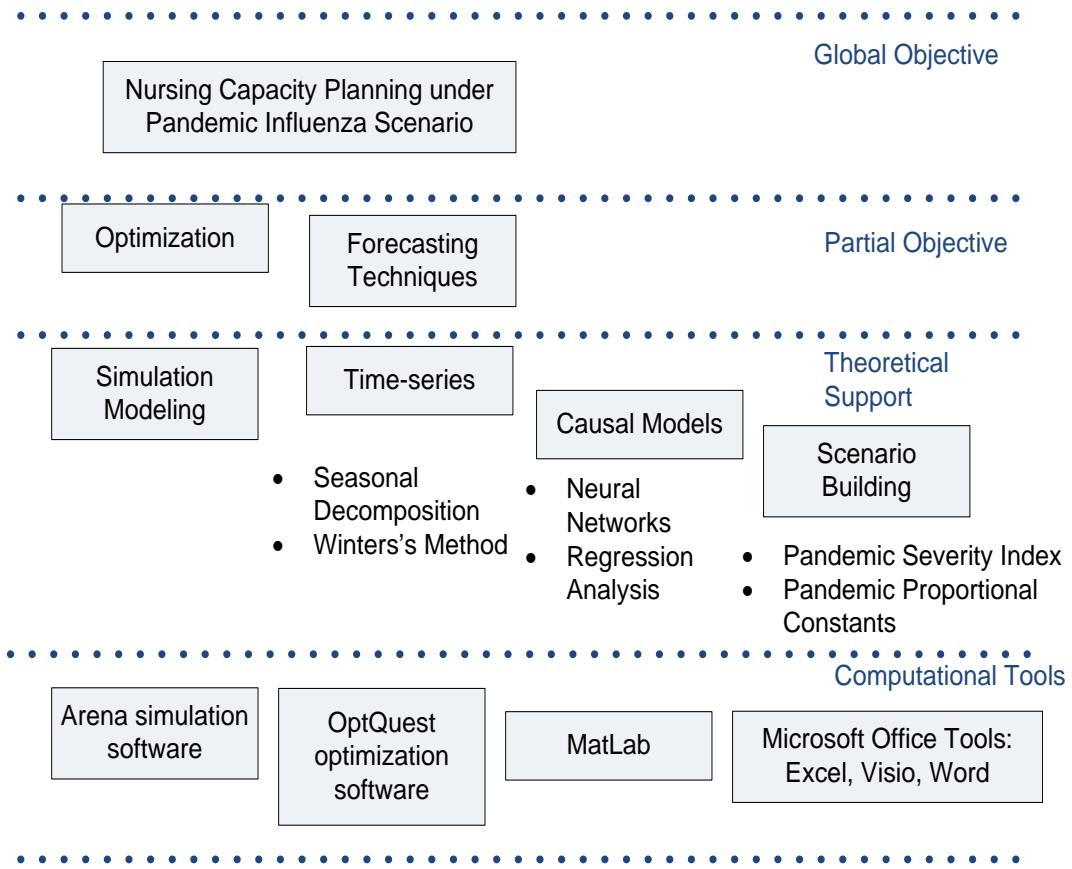 Global Objective
Nursing Capacity Planning under
Pandemic Influenza Scenario
Partial Objective
Optimization
Forecasting
Techniques
Theoretical
Support
Simulation
Modeling
Time-series
Causal Models
Scenario
Building
• Seasonal
Decomposition
• Winters's Method
• Neural
Networks
• Regression
Analysis
• Pandemic Severity Index
• Pandemic Proportional
Constants
Computational Tools
Arena simulation
software
OptQuest
optimization
software
MatLab
Microsoft Office Tools:
Excel, Visio, Word